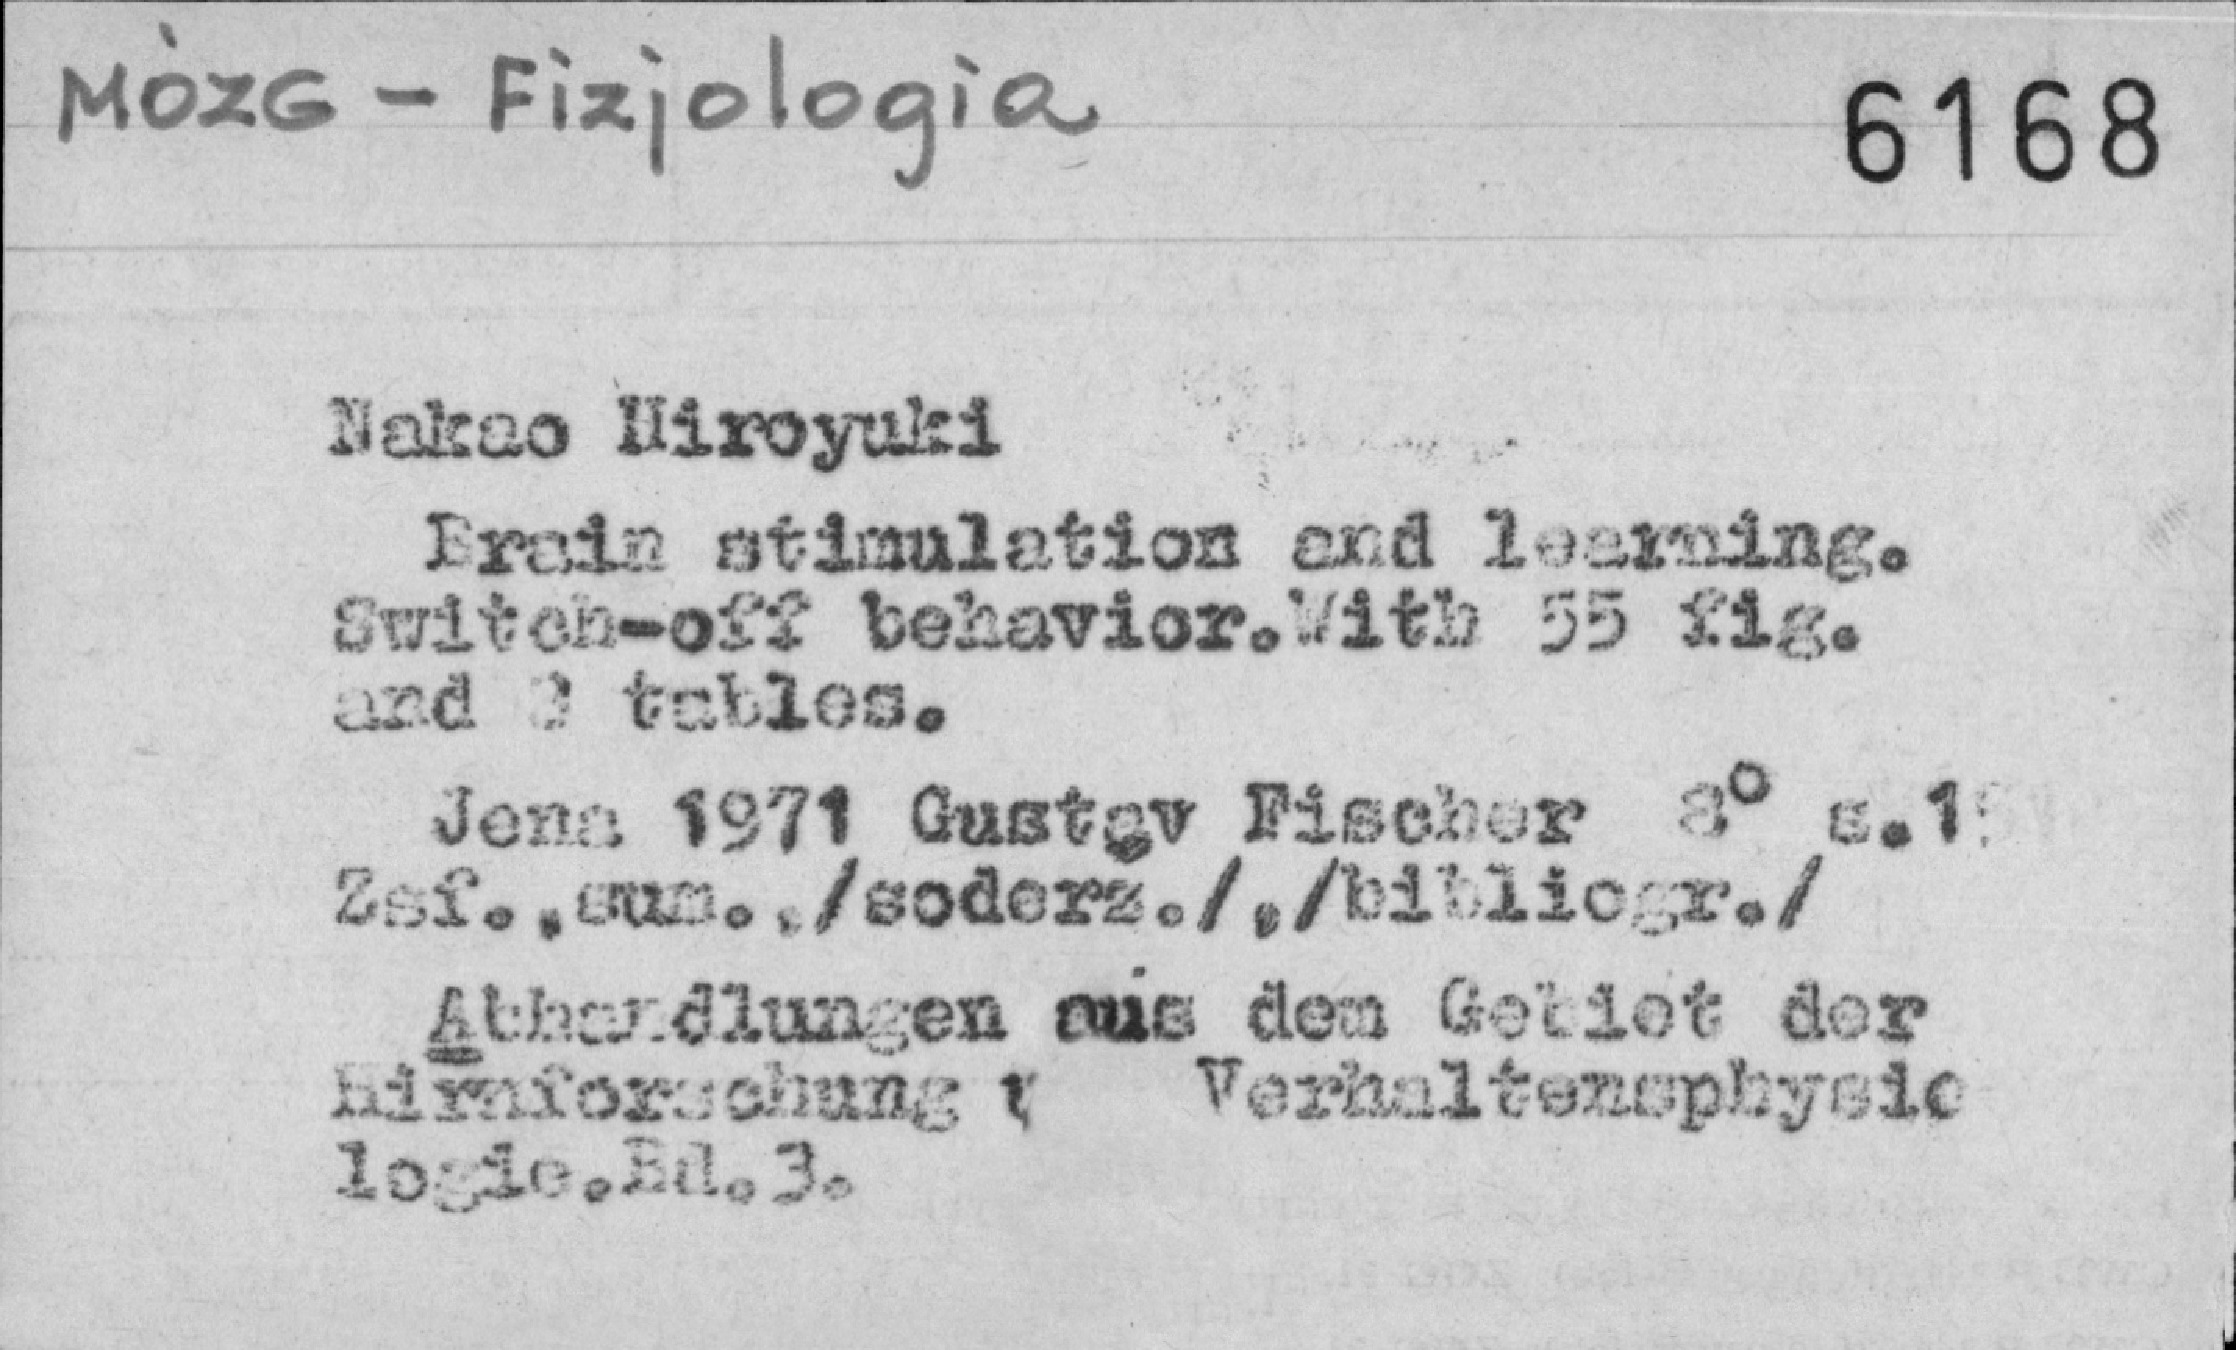 MÓZG - Fizjologia 6168
Nakao Hiroyuki
Brain stimulation and learning.
Switch-off behavior.With 55 fig.
and tables.
Jena 1971 Gustav Fischer 8° s.1
Zsf.,sum.,/soderž./,/bibliogr./
Abhandlungen aus dem Gebiet der
Hirnforschung Verhaltensphysio
logie.Bd.3.